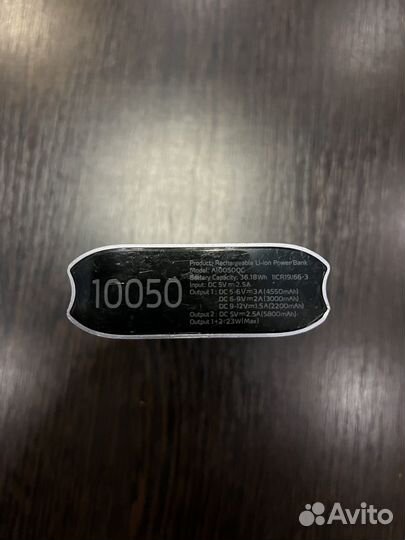 10050
Product: Rechargeable Li-ion Power Bank
Model: A10050QC
Battery Capacity: 36.18Wh 1ICR19/66-3
Input: DC 5V⎓2.5A
Output 1: DC 5-6V⎓3A(4550mAh)
DC 6-9V⎓2A(3000mAh)
DC 9-12V⎓1.5A(2200mAh)
Output 2: DC 5V⎓2.5A(5800mAh)
Output 1+2⎓23W(Max)
Avito